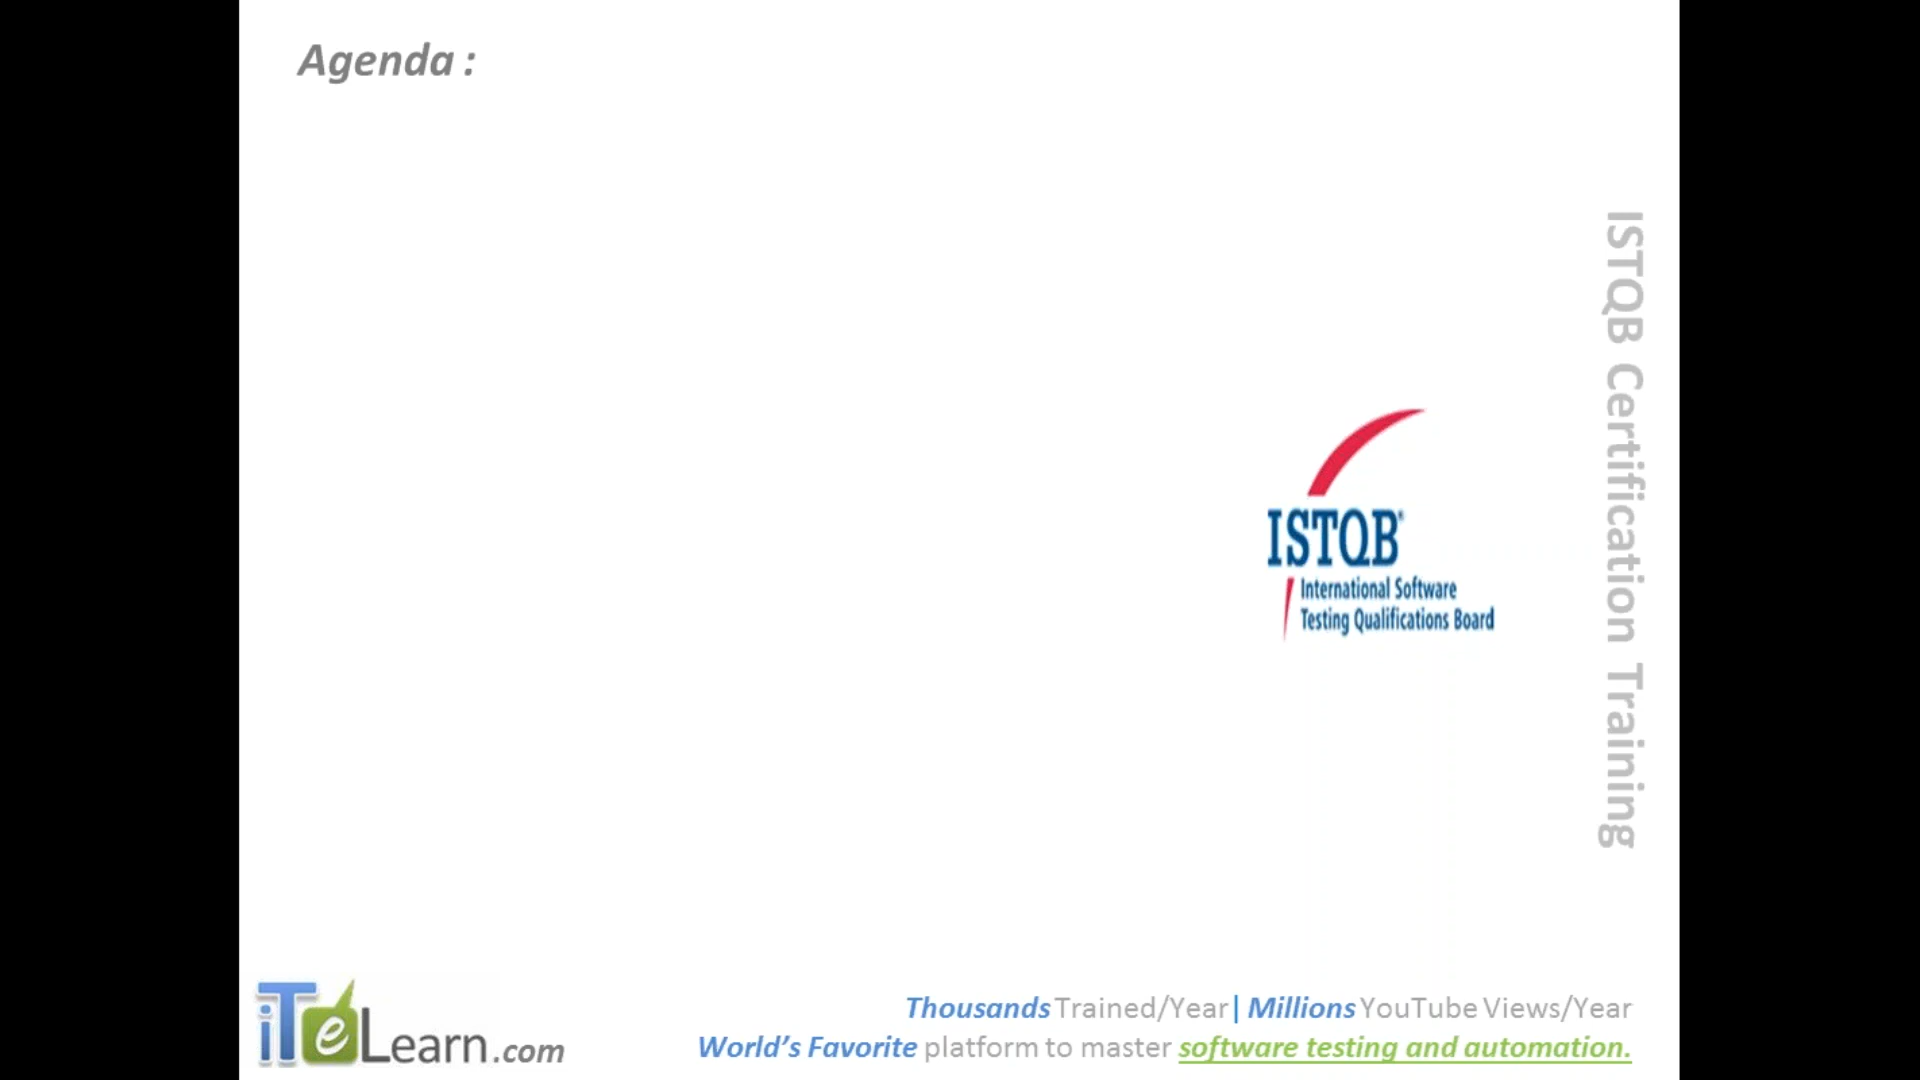 Agenda :
ISTQB Certification Training
ISTQB®
International Software
Testing Qualifications Board
iTeLearn.com
Thousands Trained/Year | Millions YouTube Views/Year
World's Favorite platform to master software testing and automation.